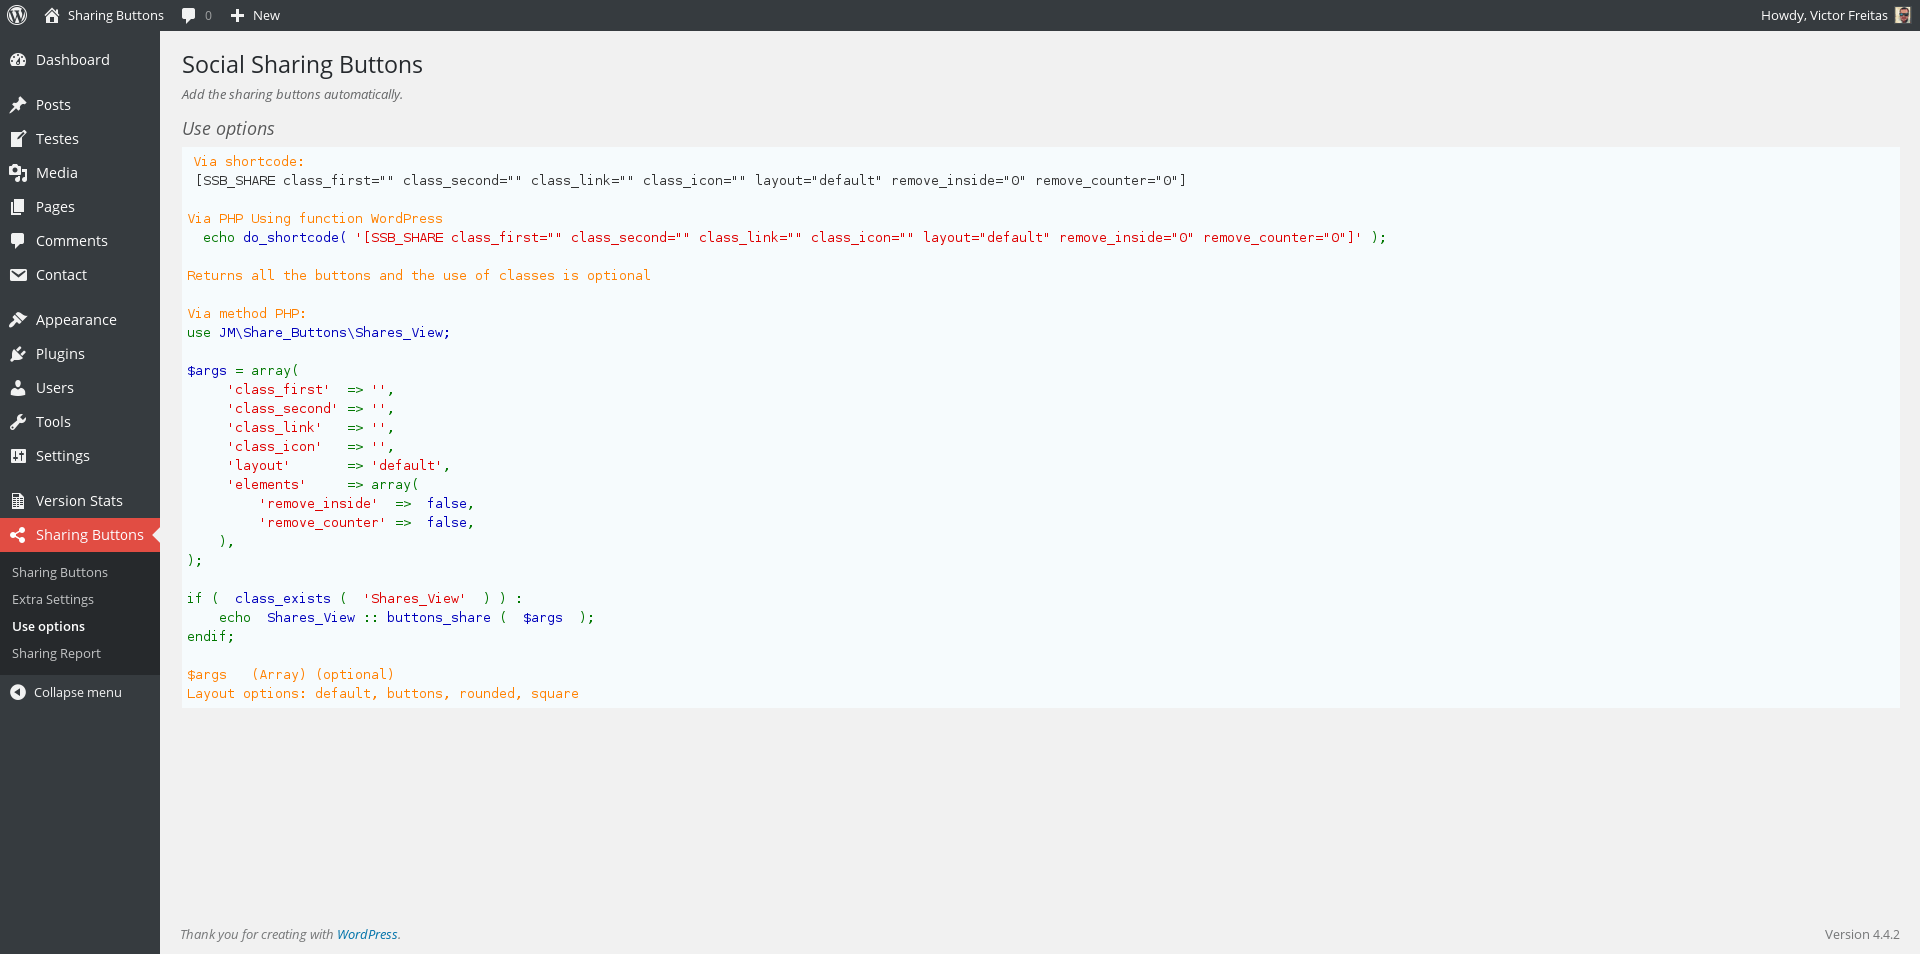 Sharing Buttons
0
New
Howdy, Victor Freitas
Dashboard
Posts
Testes
Media
Pages
Comments
Contact
Appearance
Plugins
Users
Tools
Settings
Version Stats
Sharing Buttons
Sharing Buttons
Extra Settings
Use options
Sharing Report
Collapse menu
Social Sharing Buttons
Add the sharing buttons automatically.
Use options
Via shortcode:
[SSB_SHARE class_first="" class_second="" class_link="" class_icon="" layout="default" remove_inside="0" remove_counter="0"]
Via PHP Using function WordPress
echo do_shortcode( '[SSB_SHARE class_first="" class_second="" class_link="" class_icon="" layout="default" remove_inside="0" remove_counter="0"]' );
Returns all the buttons and the use of classes is optional
Via method PHP:
use JM\Share_Buttons\Shares_View;
$args = array(
'class_first' => '',
'class_second' => '',
'class_link' => '',
'class_icon' => '',
'layout' => 'default',
'elements' => array(
'remove_inside' => false,
'remove_counter' => false,
),
);
if ( class_exists ( 'Shares_View' ) ) :
echo Shares_View :: buttons_share ( $args );
endif;
$args (Array) (optional)
Layout options: default, buttons, rounded, square
Thank you for creating with WordPress.
Version 4.4.2